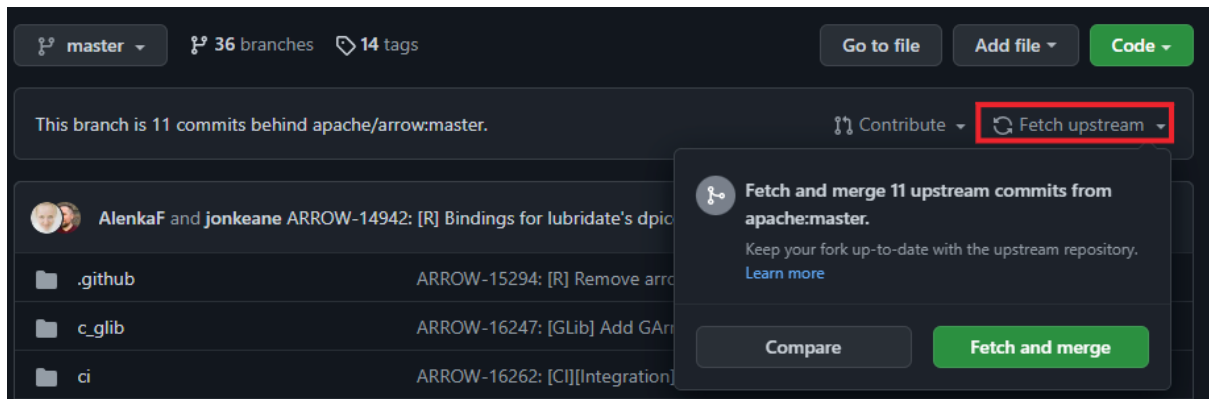 master 36 branches 14 tags Go to file Add file Code
This branch is 11 commits behind apache/arrow:master. Contribute Fetch upstream
Fetch and merge 11 upstream commits from
apache:master.
Keep your fork up-to-date with the upstream repository.
Learn more
Compare Fetch and merge
AlenkaF and jonkeane ARROW-14942: [R] Bindings for lubridate's dpic
.github ARROW-15294: [R] Remove arro
c_glib ARROW-16247: [GLib] Add GArr
ci ARROW-16262: [CI][Integration]